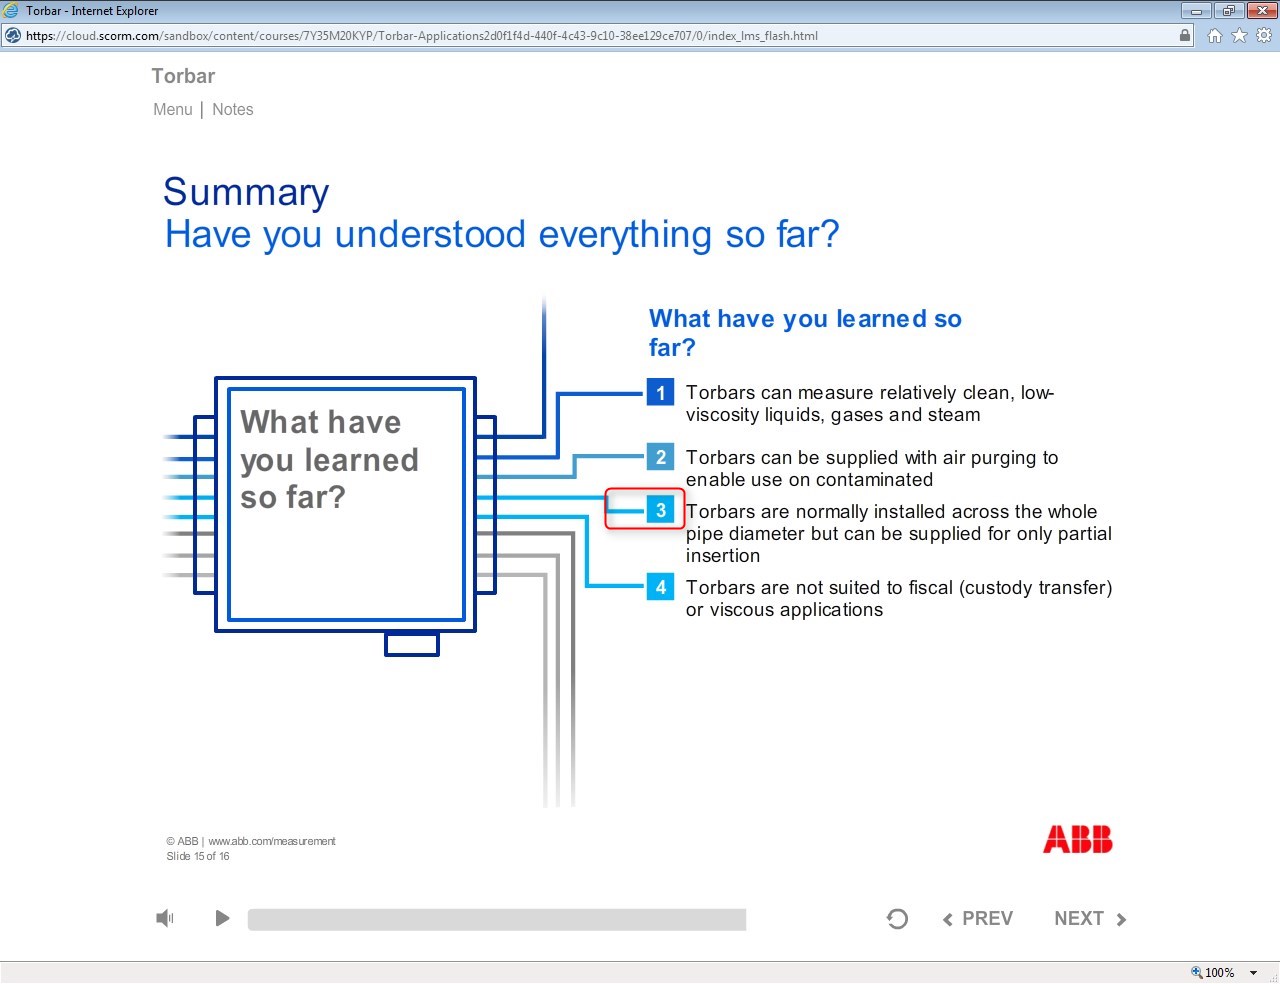 Torbar - Internet Explorer
https://cloud.scorm.com/sandbox/content/courses/7Y35M20KYP/Torbar-Applications2d0f1f4d-440f-4c43-9c10-38ee129ce707/0/index_lms_flash.html
Torbar
Menu | Notes
Summary
Have you understood everything so far?
What have you learned so
far?
What have
you learned
so far?
1 Torbars can measure relatively clean, low-
viscosity liquids, gases and steam
2 Torbars can be supplied with air purging to
enable use on contaminated
3 Torbars are normally installed across the whole
pipe diameter but can be supplied for only partial
insertion
4 Torbars are not suited to fiscal (custody transfer)
or viscous applications
© ABB | www.abb.com/measurement
Slide 15 of 16
ABB
PREV NEXT
100%